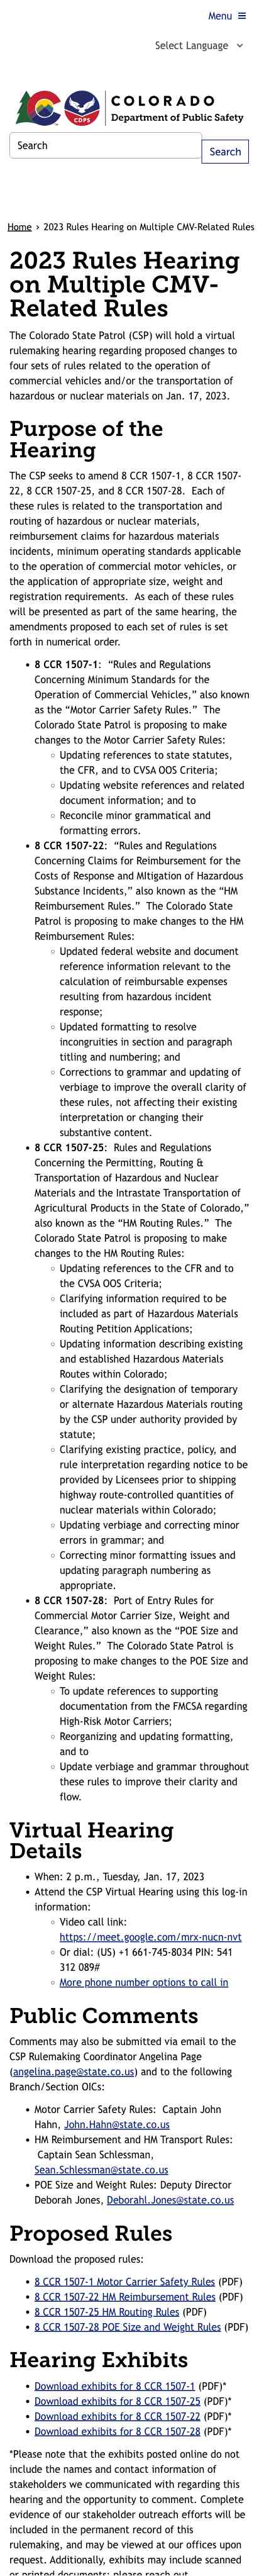 Menu ≡
Select Language
COLORADO
Department of Public Safety
CDPS
Search
Search
Home › 2023 Rules Hearing on Multiple CMV-Related Rules
2023 Rules Hearing
on Multiple CMV-
Related Rules
The Colorado State Patrol (CSP) will hold a virtual
rulemaking hearing regarding proposed changes to
four sets of rules related to the operation of
commercial vehicles and/or the transportation of
hazardous or nuclear materials on Jan. 17, 2023.
Purpose of the
Hearing
The CSP seeks to amend 8 CCR 1507-1, 8 CCR 1507-
22, 8 CCR 1507-25, and 8 CCR 1507-28.  Each of
these rules is related to the transportation and
routing of hazardous or nuclear materials,
reimbursement claims for hazardous materials
incidents, minimum operating standards applicable
to the operation of commercial motor vehicles, or
the application of appropriate size, weight and
registration requirements.  As each of these rules
will be presented as part of the same hearing, the
amendments proposed to each set of rules is set
forth in numerical order.
• 8 CCR 1507-1:  “Rules and Regulations
Concerning Minimum Standards for the
Operation of Commercial Vehicles,” also known
as the “Motor Carrier Safety Rules.”  The
Colorado State Patrol is proposing to make
changes to the Motor Carrier Safety Rules:
◦ Updating references to state statutes,
the CFR, and to CVSA OOS Criteria;
◦ Updating website references and related
document information; and to
◦ Reconcile minor grammatical and
formatting errors.
• 8 CCR 1507-22:  “Rules and Regulations
Concerning Claims for Reimbursement for the
Costs of Response and Mitigation of Hazardous
Substance Incidents,” also known as the “HM
Reimbursement Rules.”  The Colorado State
Patrol is proposing to make changes to the HM
Reimbursement Rules:
◦ Updated federal website and document
reference information relevant to the
calculation of reimbursable expenses
resulting from hazardous incident
response;
◦ Updated formatting to resolve
incongruities in section and paragraph
titling and numbering; and
◦ Corrections to grammar and updating of
verbiage to improve the overall clarity of
these rules, not affecting their existing
interpretation or changing their
substantive content.
• 8 CCR 1507-25:  Rules and Regulations
Concerning the Permitting, Routing &
Transportation of Hazardous and Nuclear
Materials and the Intrastate Transportation of
Agricultural Products in the State of Colorado,”
also known as the “HM Routing Rules.”  The
Colorado State Patrol is proposing to make
changes to the HM Routing Rules:
◦ Updating references to the CFR and to
the CVSA OOS Criteria;
◦ Clarifying information required to be
included as part of Hazardous Materials
Routing Petition Applications;
◦ Updating information describing existing
and established Hazardous Materials
Routes within Colorado;
◦ Clarifying the designation of temporary
or alternate Hazardous Materials routing
by the CSP under authority provided by
statute;
◦ Clarifying existing practice, policy, and
rule interpretation regarding notice to be
provided by Licensees prior to shipping
highway route-controlled quantities of
nuclear materials within Colorado;
◦ Updating verbiage and correcting minor
errors in grammar; and
◦ Correcting minor formatting issues and
updating paragraph numbering as
appropriate.
• 8 CCR 1507-28:  Port of Entry Rules for
Commercial Motor Carrier Size, Weight and
Clearance,” also known as the “POE Size and
Weight Rules.”  The Colorado State Patrol is
proposing to make changes to the POE Size and
Weight Rules:
◦ To update references to supporting
documentation from the FMCSA regarding
High-Risk Motor Carriers;
◦ Reorganizing and updating formatting,
and to
◦ Update verbiage and grammar throughout
these rules to improve their clarity and
flow.
Virtual Hearing
Details
• When: 2 p.m., Tuesday, Jan. 17, 2023
• Attend the CSP Virtual Hearing using this log-in
information:
◦ Video call link:
https://meet.google.com/mrx-nucn-nvt
◦ Or dial: (US) +1 661-745-8034 PIN: 541
312 089#
◦ More phone number options to call in
Public Comments
Comments may also be submitted via email to the
CSP Rulemaking Coordinator Angelina Page
(angelina.page@state.co.us) and to the following
Branch/Section OICs:
• Motor Carrier Safety Rules:  Captain John
Hahn, John.Hahn@state.co.us
• HM Reimbursement and HM Transport Rules:
Captain Sean Schlessman,
Sean.Schlessman@state.co.us
• POE Size and Weight Rules: Deputy Director
Deborah Jones, Deborahl.Jones@state.co.us
Proposed Rules
Download the proposed rules:
• 8 CCR 1507-1 Motor Carrier Safety Rules (PDF)
• 8 CCR 1507-22 HM Reimbursement Rules (PDF)
• 8 CCR 1507-25 HM Routing Rules (PDF)
• 8 CCR 1507-28 POE Size and Weight Rules (PDF)
Hearing Exhibits
• Download exhibits for 8 CCR 1507-1 (PDF)*
• Download exhibits for 8 CCR 1507-25 (PDF)*
• Download exhibits for 8 CCR 1507-22 (PDF)*
• Download exhibits for 8 CCR 1507-28 (PDF)*
*Please note that the exhibits posted online do not
include the names and contact information of
stakeholders we communicated with regarding this
hearing and the opportunity to comment. Complete
evidence of our stakeholder outreach efforts will be
included in the permanent record of this
rulemaking, and may be viewed at our offices upon
request. Additionally, exhibits may include scanned
or printed documents; please reach out